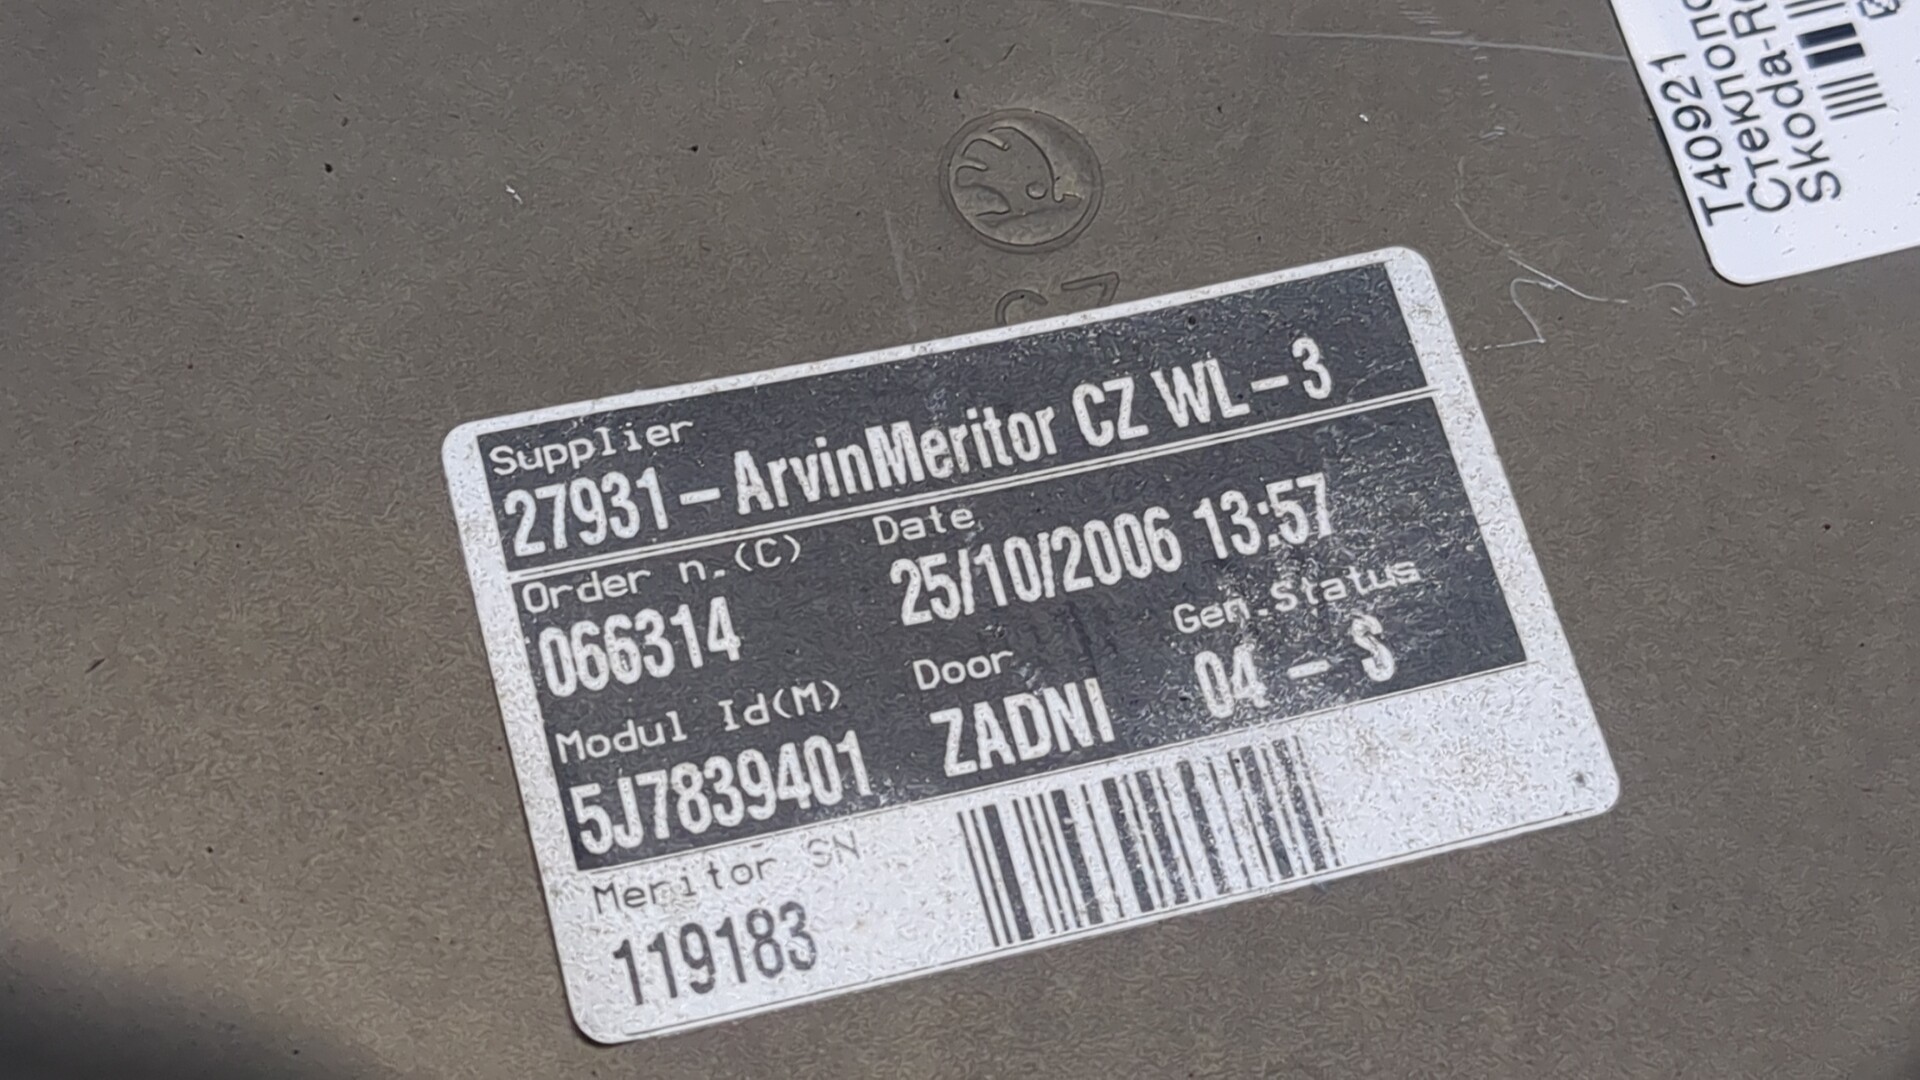 T40921
Skoda-R
CZ
Supplier
27931 - ArvinMeritor CZ WL - 3
Order n.(C) Date
066314 25/10/2006 13:57
Modul Id(M) Door Gen.Status
5J7839401 ZADNI 04 - S
Meritor SN
119183